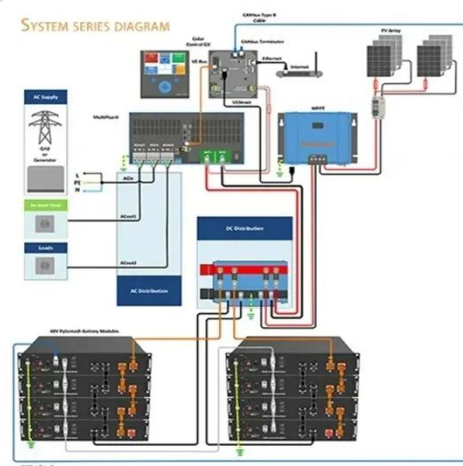 SYSTEM SERIES DIAGRAM
CANbus Type B
Cable
Color
Control GX
CANbus Terminator
PV Array
VE.Bus
Ethernet
Internet
AC Supply
MultiPlus-II
VE.Direct
MPPT
Grid
or
Generator
L
PE
N
ACin
ACout1
DC Distribution
Loads
ACout2
AC Distribution
48V Pylontech Battery Modules